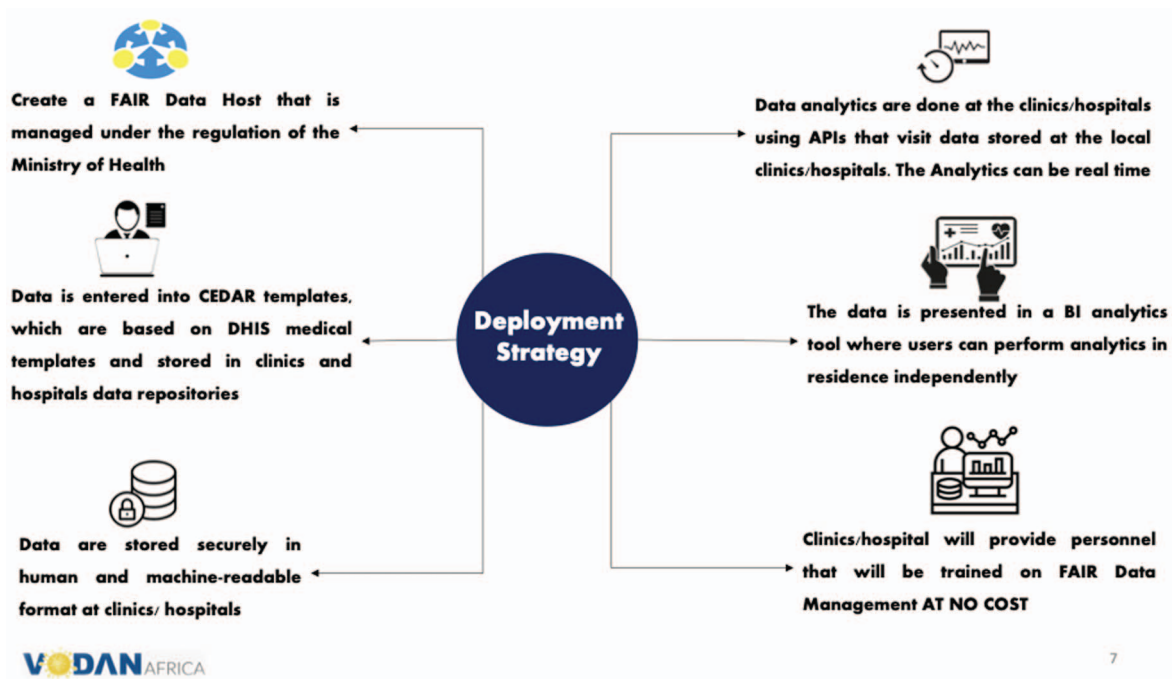 Create a FAIR Data Host that is
managed under the regulation of the
Ministry of Health
Data is entered into CEDAR templates,
which are based on DHIS medical
templates and stored in clinics and
hospitals data repositories
Data are stored securely in
human and machine-readable
format at clinics/ hospitals
Deployment
Strategy
Data analytics are done at the clinics/hospitals
using APIs that visit data stored at the local
clinics/hospitals. The Analytics can be real time
The data is presented in a BI analytics
tool where users can perform analytics in
residence independently
Clinics/hospital will provide personnel
that will be trained on FAIR Data
Management AT NO COST
VODAN AFRICA
7